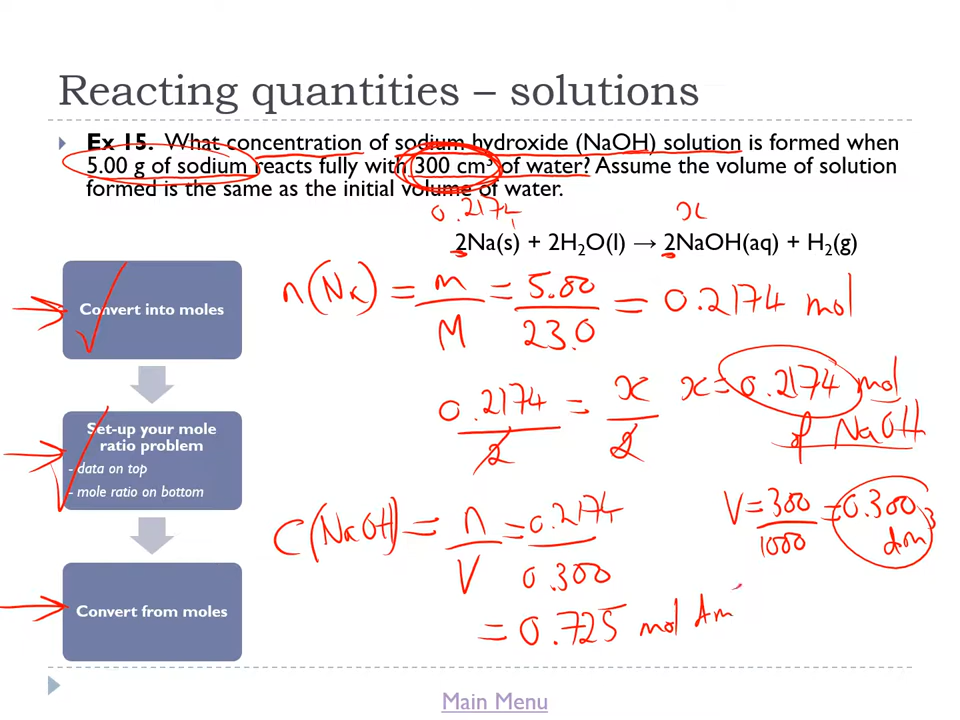 Reacting quantities – solutions
Ex 15. What concentration of sodium hydroxide (NaOH) solution is formed when
5.00 g of sodium reacts fully with 300 cm³ of water? Assume the volume of solution
formed is the same as the initial volume of water.
0.2174 x
2Na(s) + 2H₂O(l) → 2NaOH(aq) + H₂(g)
Convert into moles
n(Na) = m/M = 5.00/23.0 = 0.2174 mol
Set-up your mole
ratio problem
- data on top
- mole ratio on bottom
0.2174/2 = x/2 x = 0.2174 mol
of NaOH
V = 300/1000 = 0.300 dm³
C(NaOH) = n/V = 0.2174/0.300
Convert from moles
= 0.725 mol dm
Main Menu